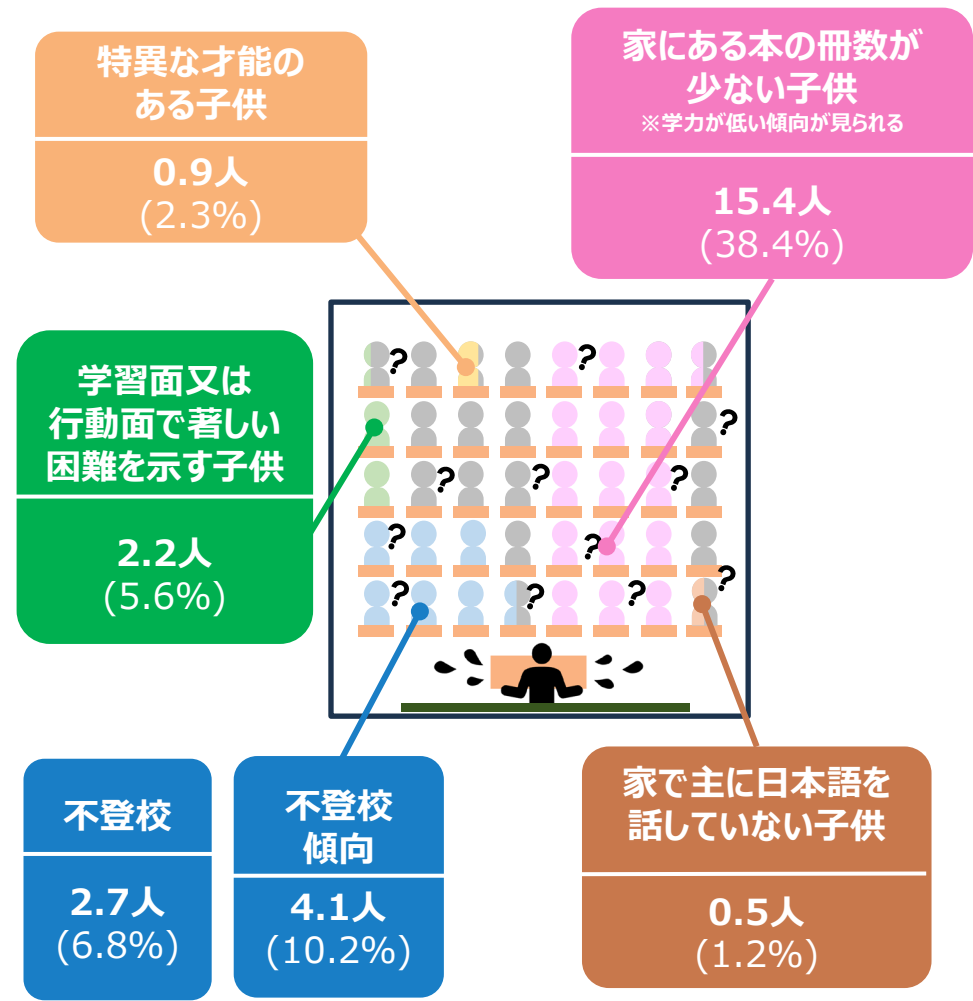 特異な才能の
ある子供
0.9人
(2.3%)
家にある本の冊数が
少ない子供
※学力が低い傾向が見られる
15.4人
(38.4%)
学習面又は
行動面で著しい
困難を示す子供
2.2人
(5.6%)
?
?
?
?
?
?
?
?
?
?
?
?
不登校
2.7人
(6.8%)
不登校
傾向
4.1人
(10.2%)
家で主に日本語を
話していない子供
0.5人
(1.2%)